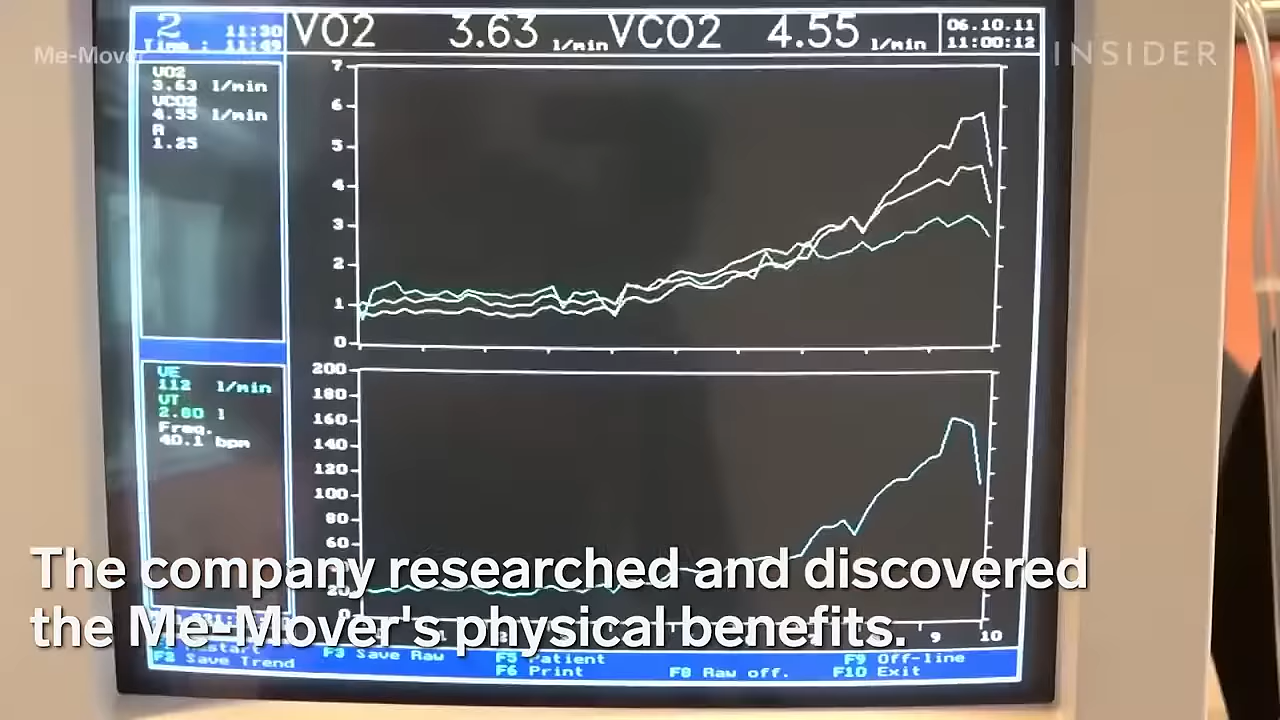 2 11:30
Time : 11:49
VO2 3.63 l/min VCO2 4.55 l/min
06.10.11
11:00:12
Me-Mover
INSIDER
VO2
3.63 l/min
VCO2
4.55 l/min
R
1.25
7
6
5
4
3
2
1
0
VE
112 l/min
VT
2.80 l
Freq.
40.1 bpm
200
180
160
140
120
100
80
60
20
0
9 10
The company researched and discovered
the Me-Mover's physical benefits.
F2 Save Trend
F3 Save Raw
F5 Patient
F6 Print
F8 Raw off.
F9 Off-line
F10 Exit